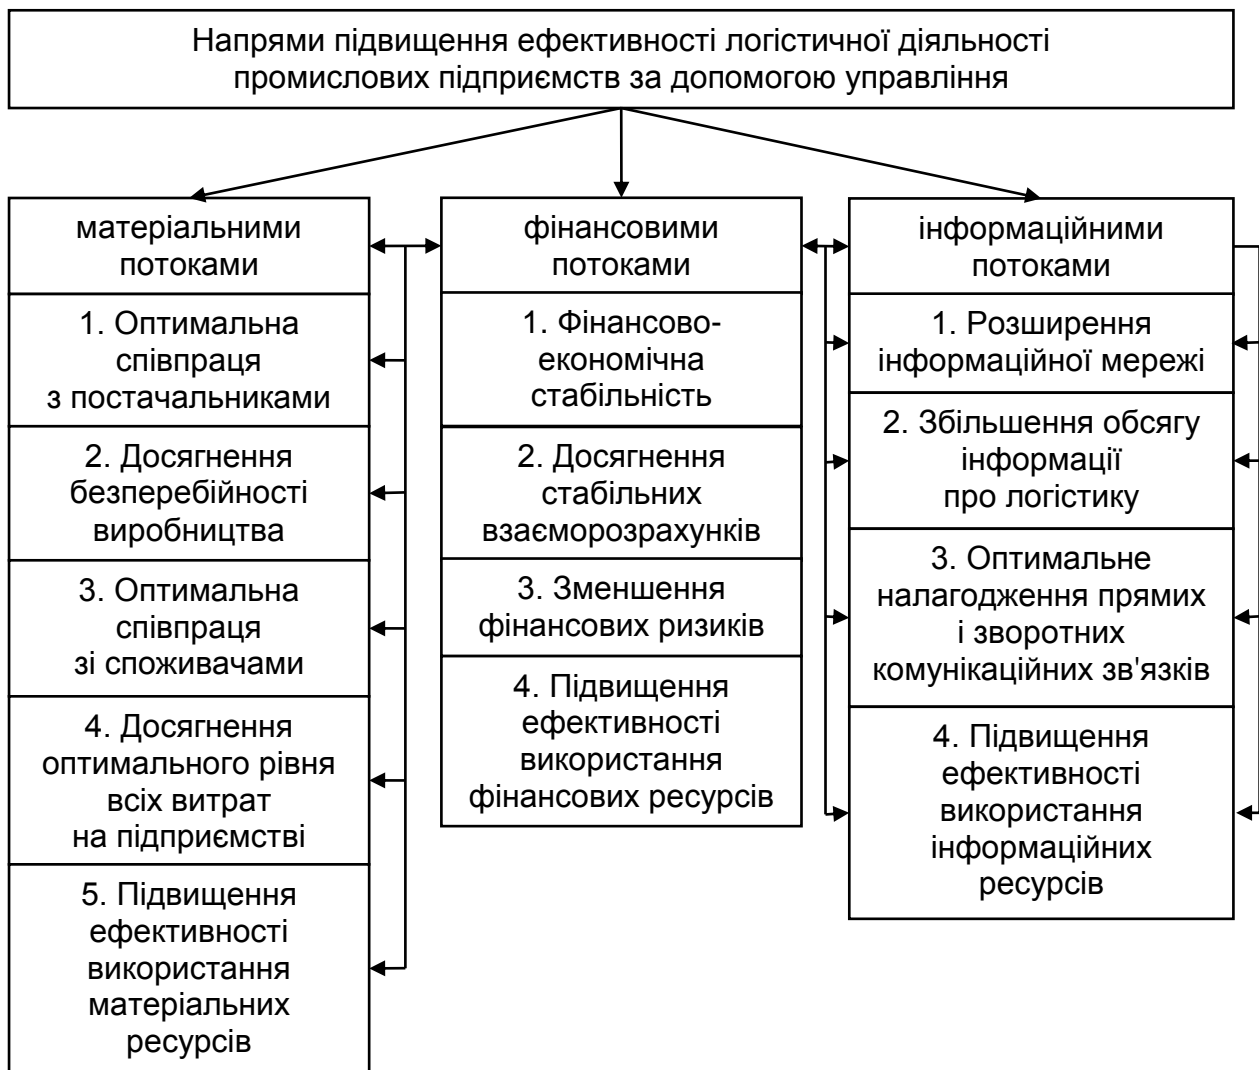 Напрями підвищення ефективності логістичної діяльності
промислових підприємств за допомогою управління
матеріальними
потоками
1. Оптимальна
співпраця
з постачальниками
2. Досягнення
безперебійності
виробництва
3. Оптимальна
співпраця
зі споживачами
4. Досягнення
оптимального рівня
всіх витрат
на підприємстві
5. Підвищення
ефективності
використання
матеріальних
ресурсів
фінансовими
потоками
1. Фінансово-
економічна
стабільність
2. Досягнення
стабільних
взаєморозрахунків
3. Зменшення
фінансових ризиків
4. Підвищення
ефективності
використання
фінансових ресурсів
інформаційними
потоками
1. Розширення
інформаційної мережі
2. Збільшення обсягу
інформації
про логістику
3. Оптимальне
налагодження прямих
і зворотних
комунікаційних зв'язків
4. Підвищення
ефективності
використання
інформаційних
ресурсів